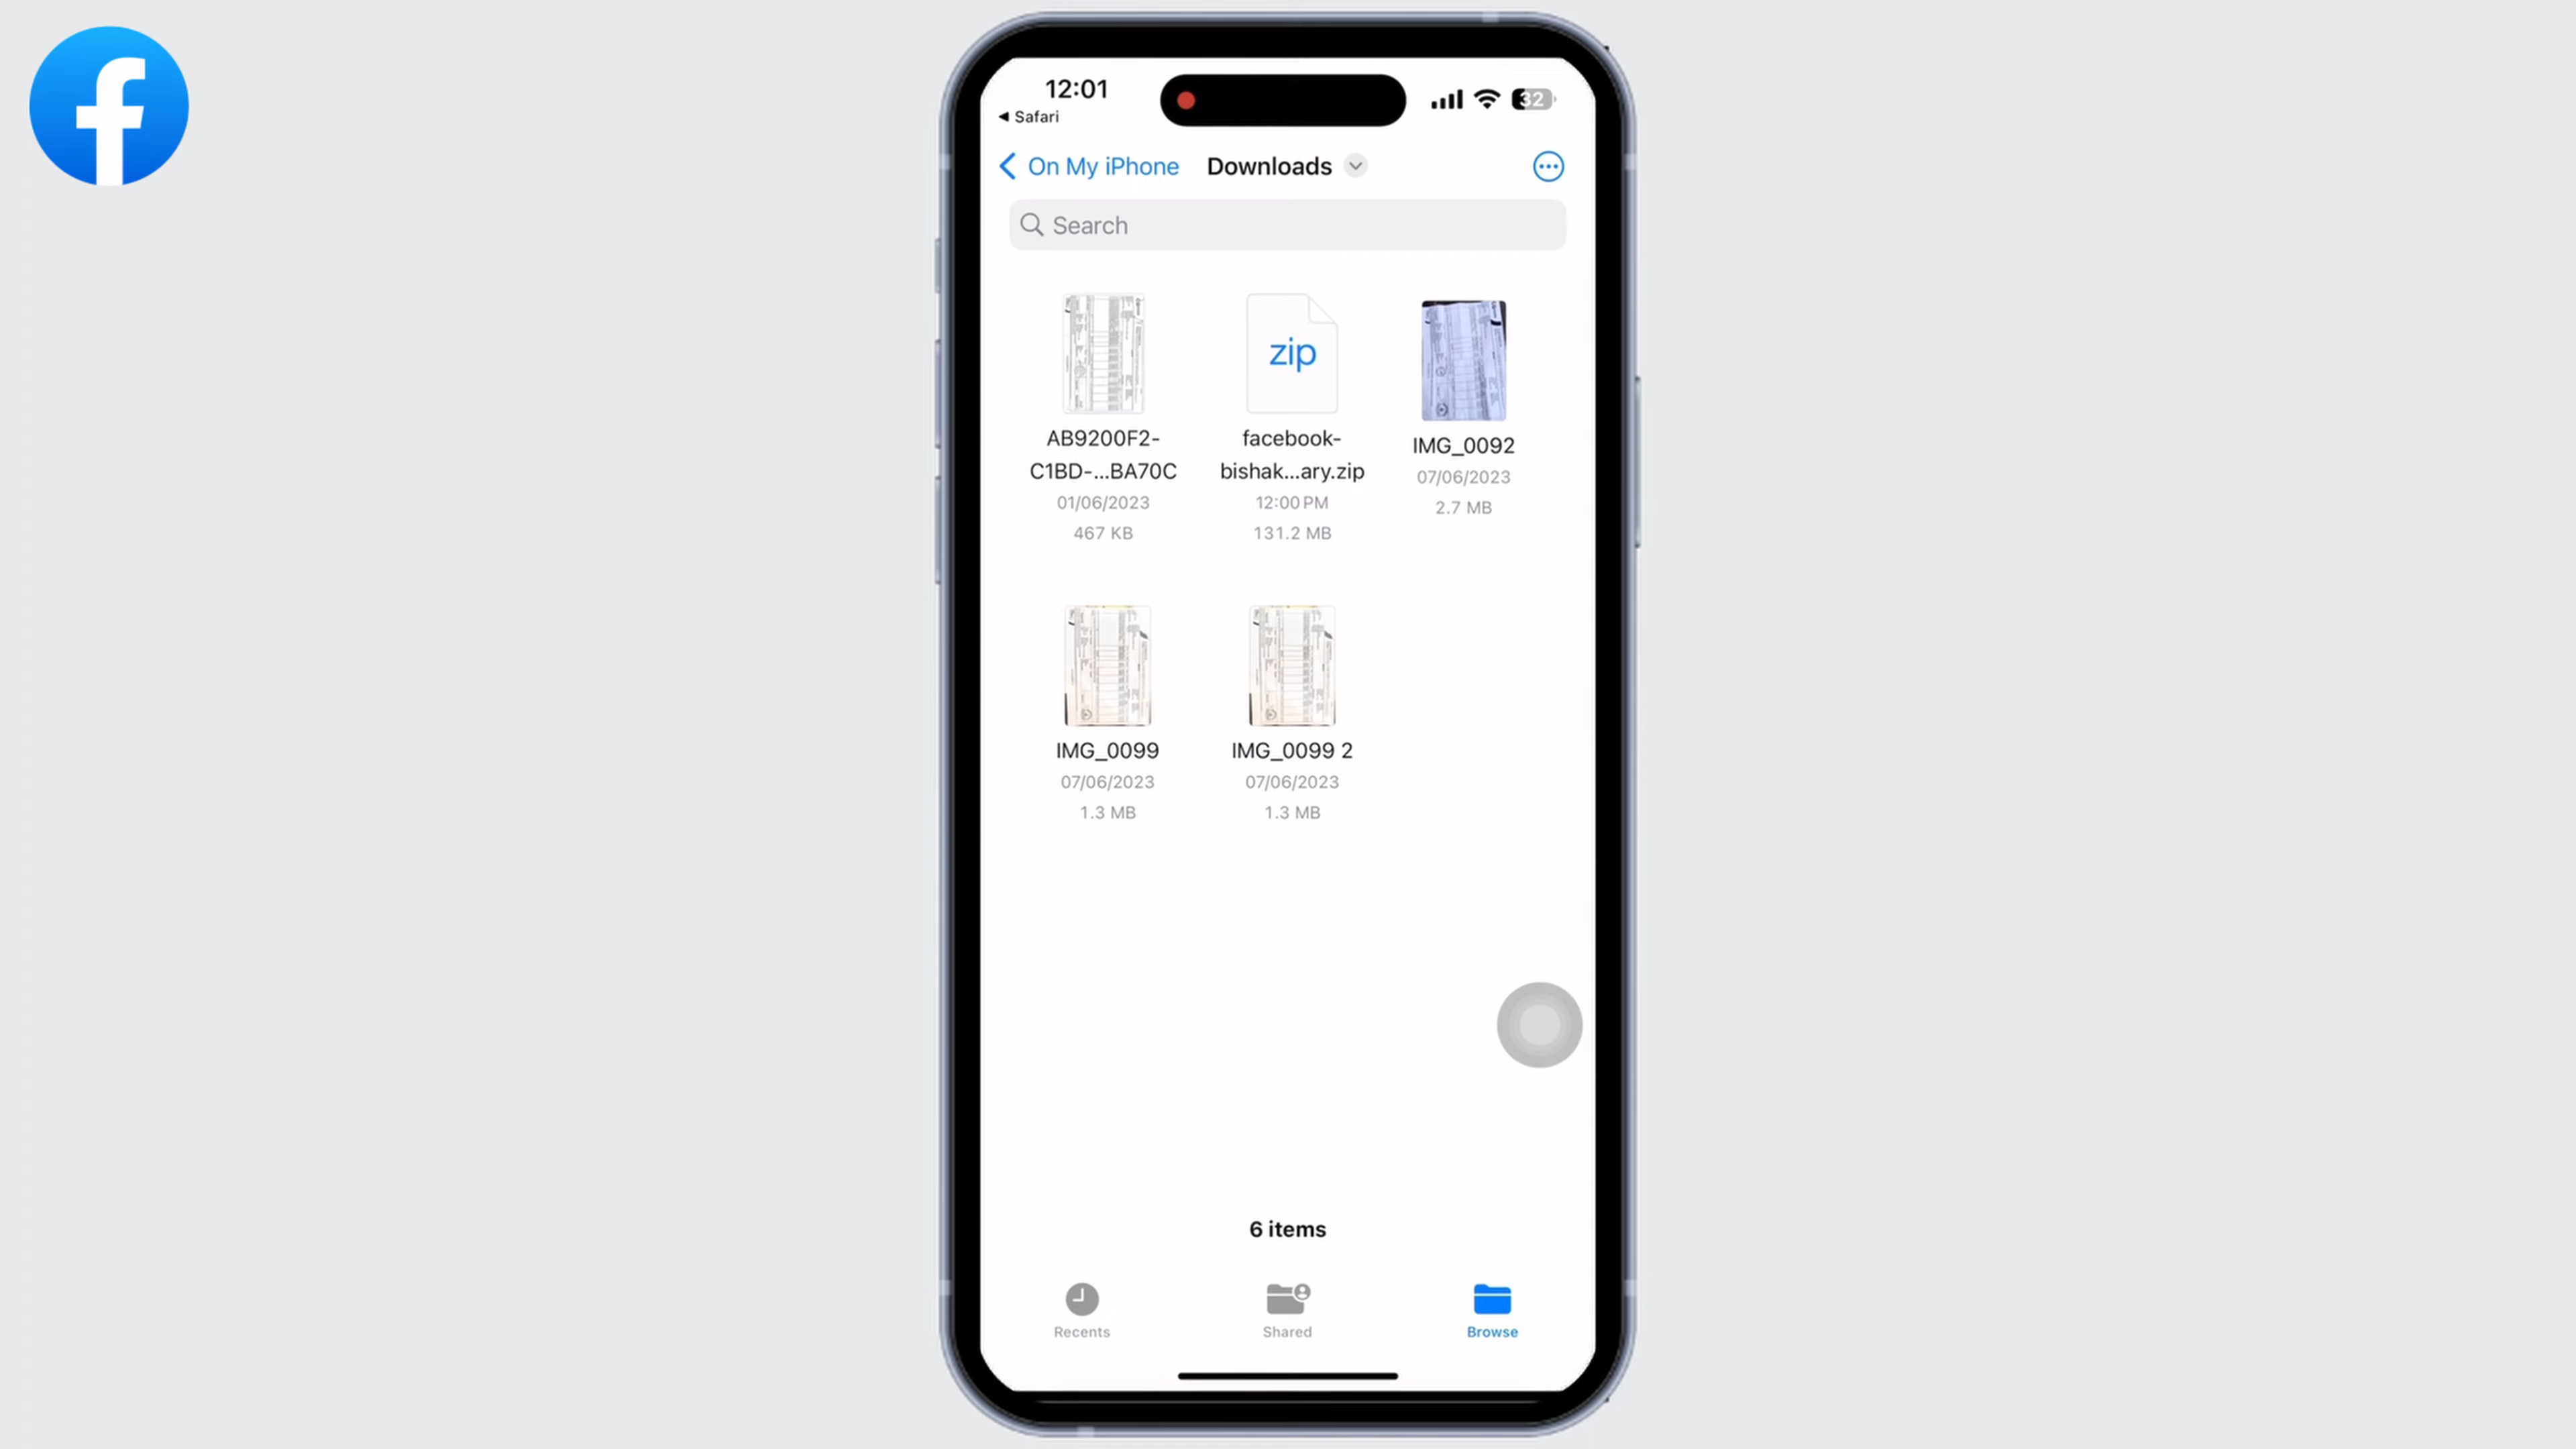 12:01
32
◀ Safari
On My iPhone
Downloads
Search
zip
AB9200F2-
C1BD-...BA70C
01/06/2023
467 KB
facebook-
bishak...ary.zip
12:00 PM
131.2 MB
IMG_0092
07/06/2023
2.7 MB
IMG_0099
07/06/2023
1.3 MB
IMG_0099 2
07/06/2023
1.3 MB
6 items
Recents
Shared
Browse